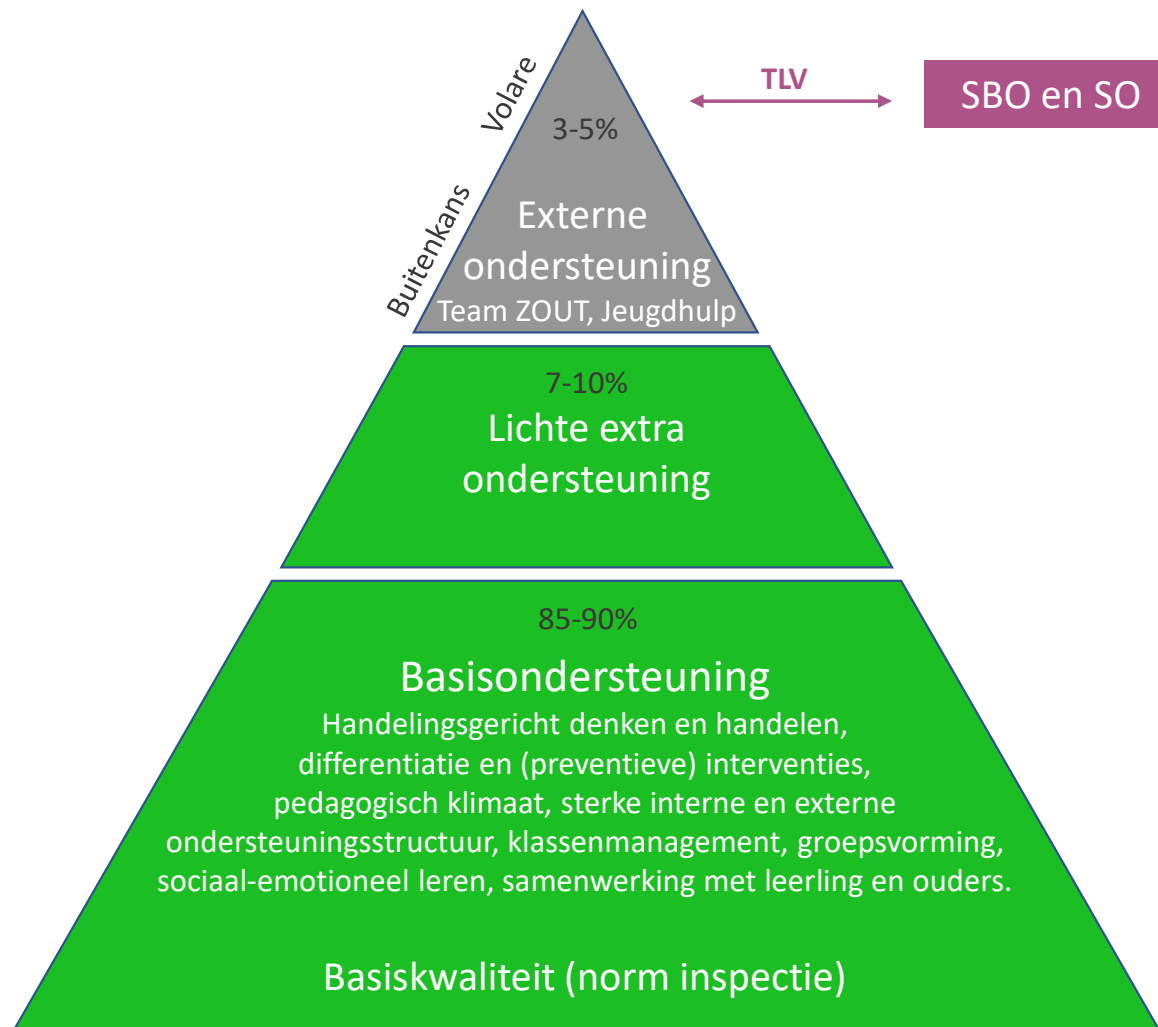 Volare
TLV
SBO en SO
3-5%
Buitenkans
Externe
ondersteuning
Team ZOUT, Jeugdhulp
7-10%
Lichte extra
ondersteuning
85-90%
Basisondersteuning
Handelingsgericht denken en handelen,
differentiatie en (preventieve) interventies,
pedagogisch klimaat, sterke interne en externe
ondersteuningsstructuur, klassenmanagement, groepsvorming,
sociaal-emotioneel leren, samenwerking met leerling en ouders.
Basiskwaliteit (norm inspectie)